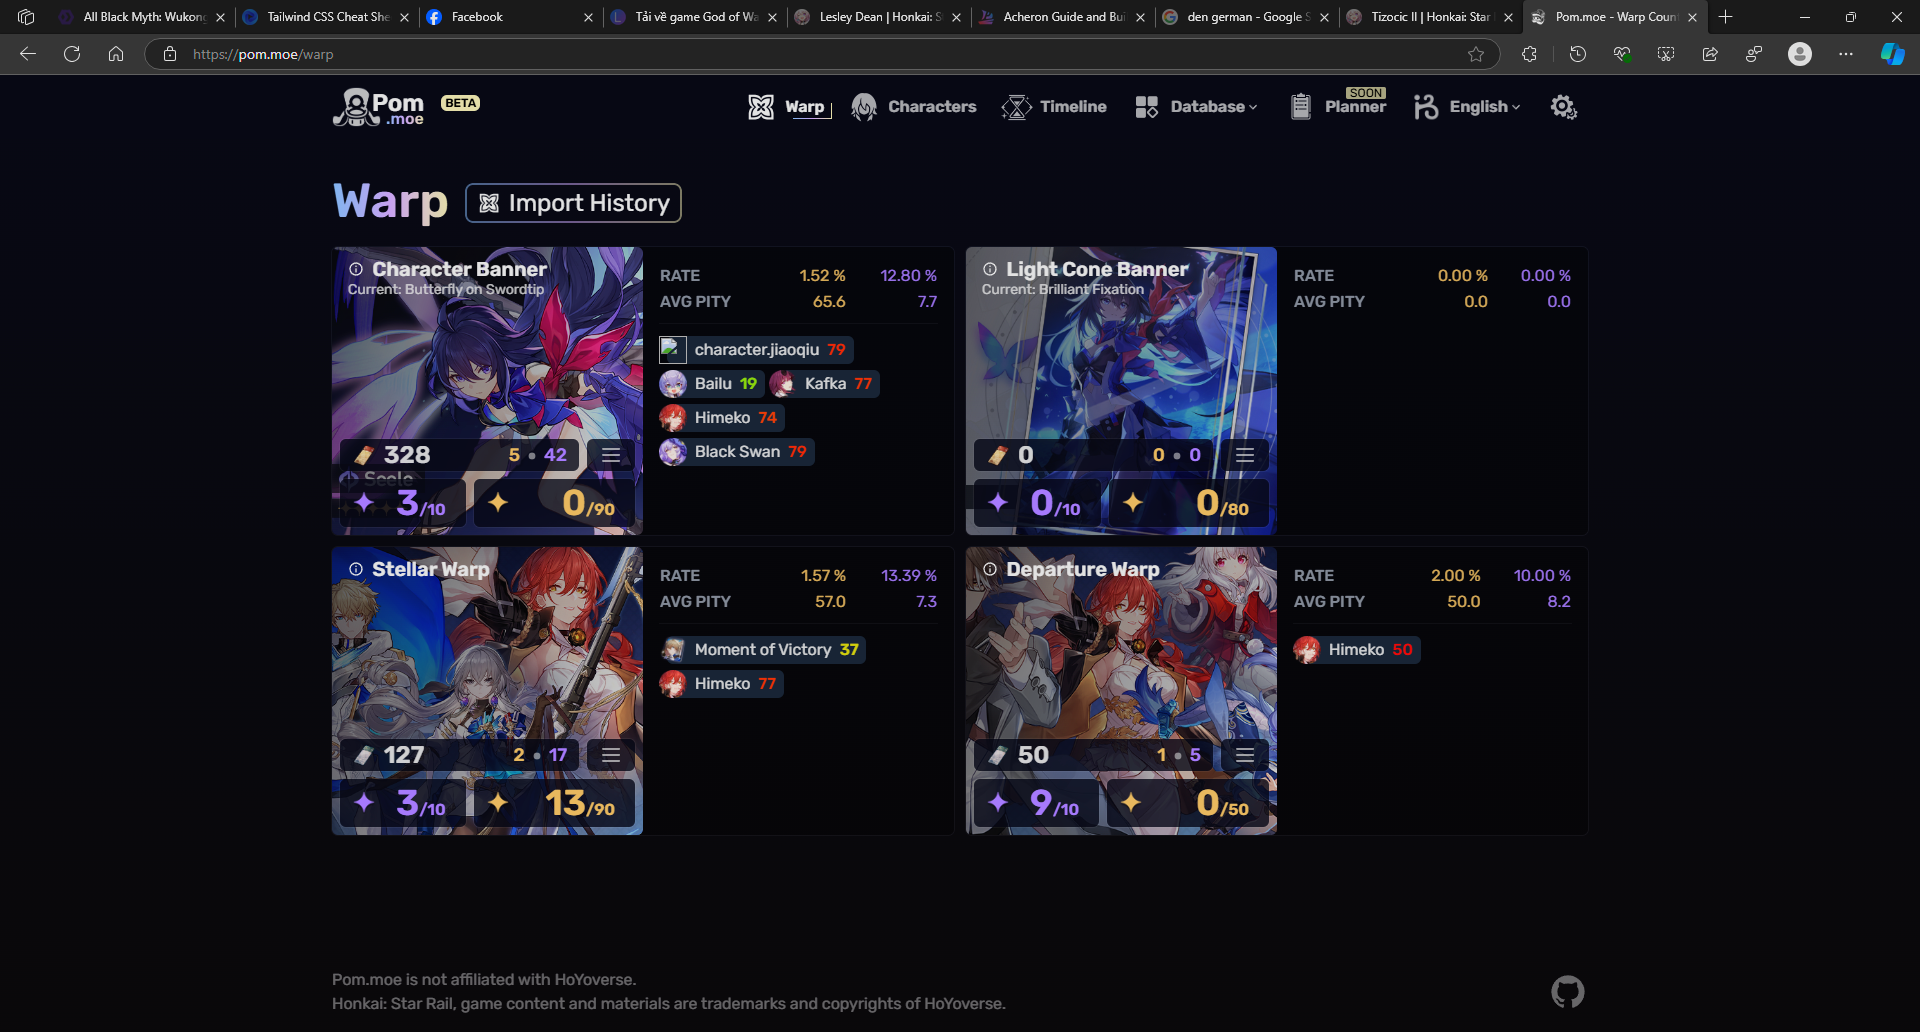 All Black Myth: Wukong
Tailwind CSS Cheat She
Facebook
Tải về game God of Wa
Lesley Dean | Honkai: S
Acheron Guide and Bui
den german - Google S
Tizocic II | Honkai: Star
Pom.moe - Warp Coun
https://pom.moe/warp
Pom
.moe
BETA
Warp
Characters
Timeline
Database
SOON
Planner
English
Warp
Import History
Character Banner
Current: Butterfly on Swordtip
RATE 1.52 % 12.80 %
AVG PITY 65.6 7.7
character.jiaoqiu 79
Bailu 19 Kafka 77
Himeko 74
Black Swan 79
328 5 • 42
Seele
3/10 0/90
Light Cone Banner
Current: Brilliant Fixation
RATE 0.00 % 0.00 %
AVG PITY 0.0 0.0
0 0 • 0
0/10 0/80
Stellar Warp
RATE 1.57 % 13.39 %
AVG PITY 57.0 7.3
Moment of Victory 37
Himeko 77
127 2 • 17
3/10 13/90
Departure Warp
RATE 2.00 % 10.00 %
AVG PITY 50.0 8.2
Himeko 50
50 1 • 5
9/10 0/50
Pom.moe is not affiliated with HoYoverse.
Honkai: Star Rail, game content and materials are trademarks and copyrights of HoYoverse.